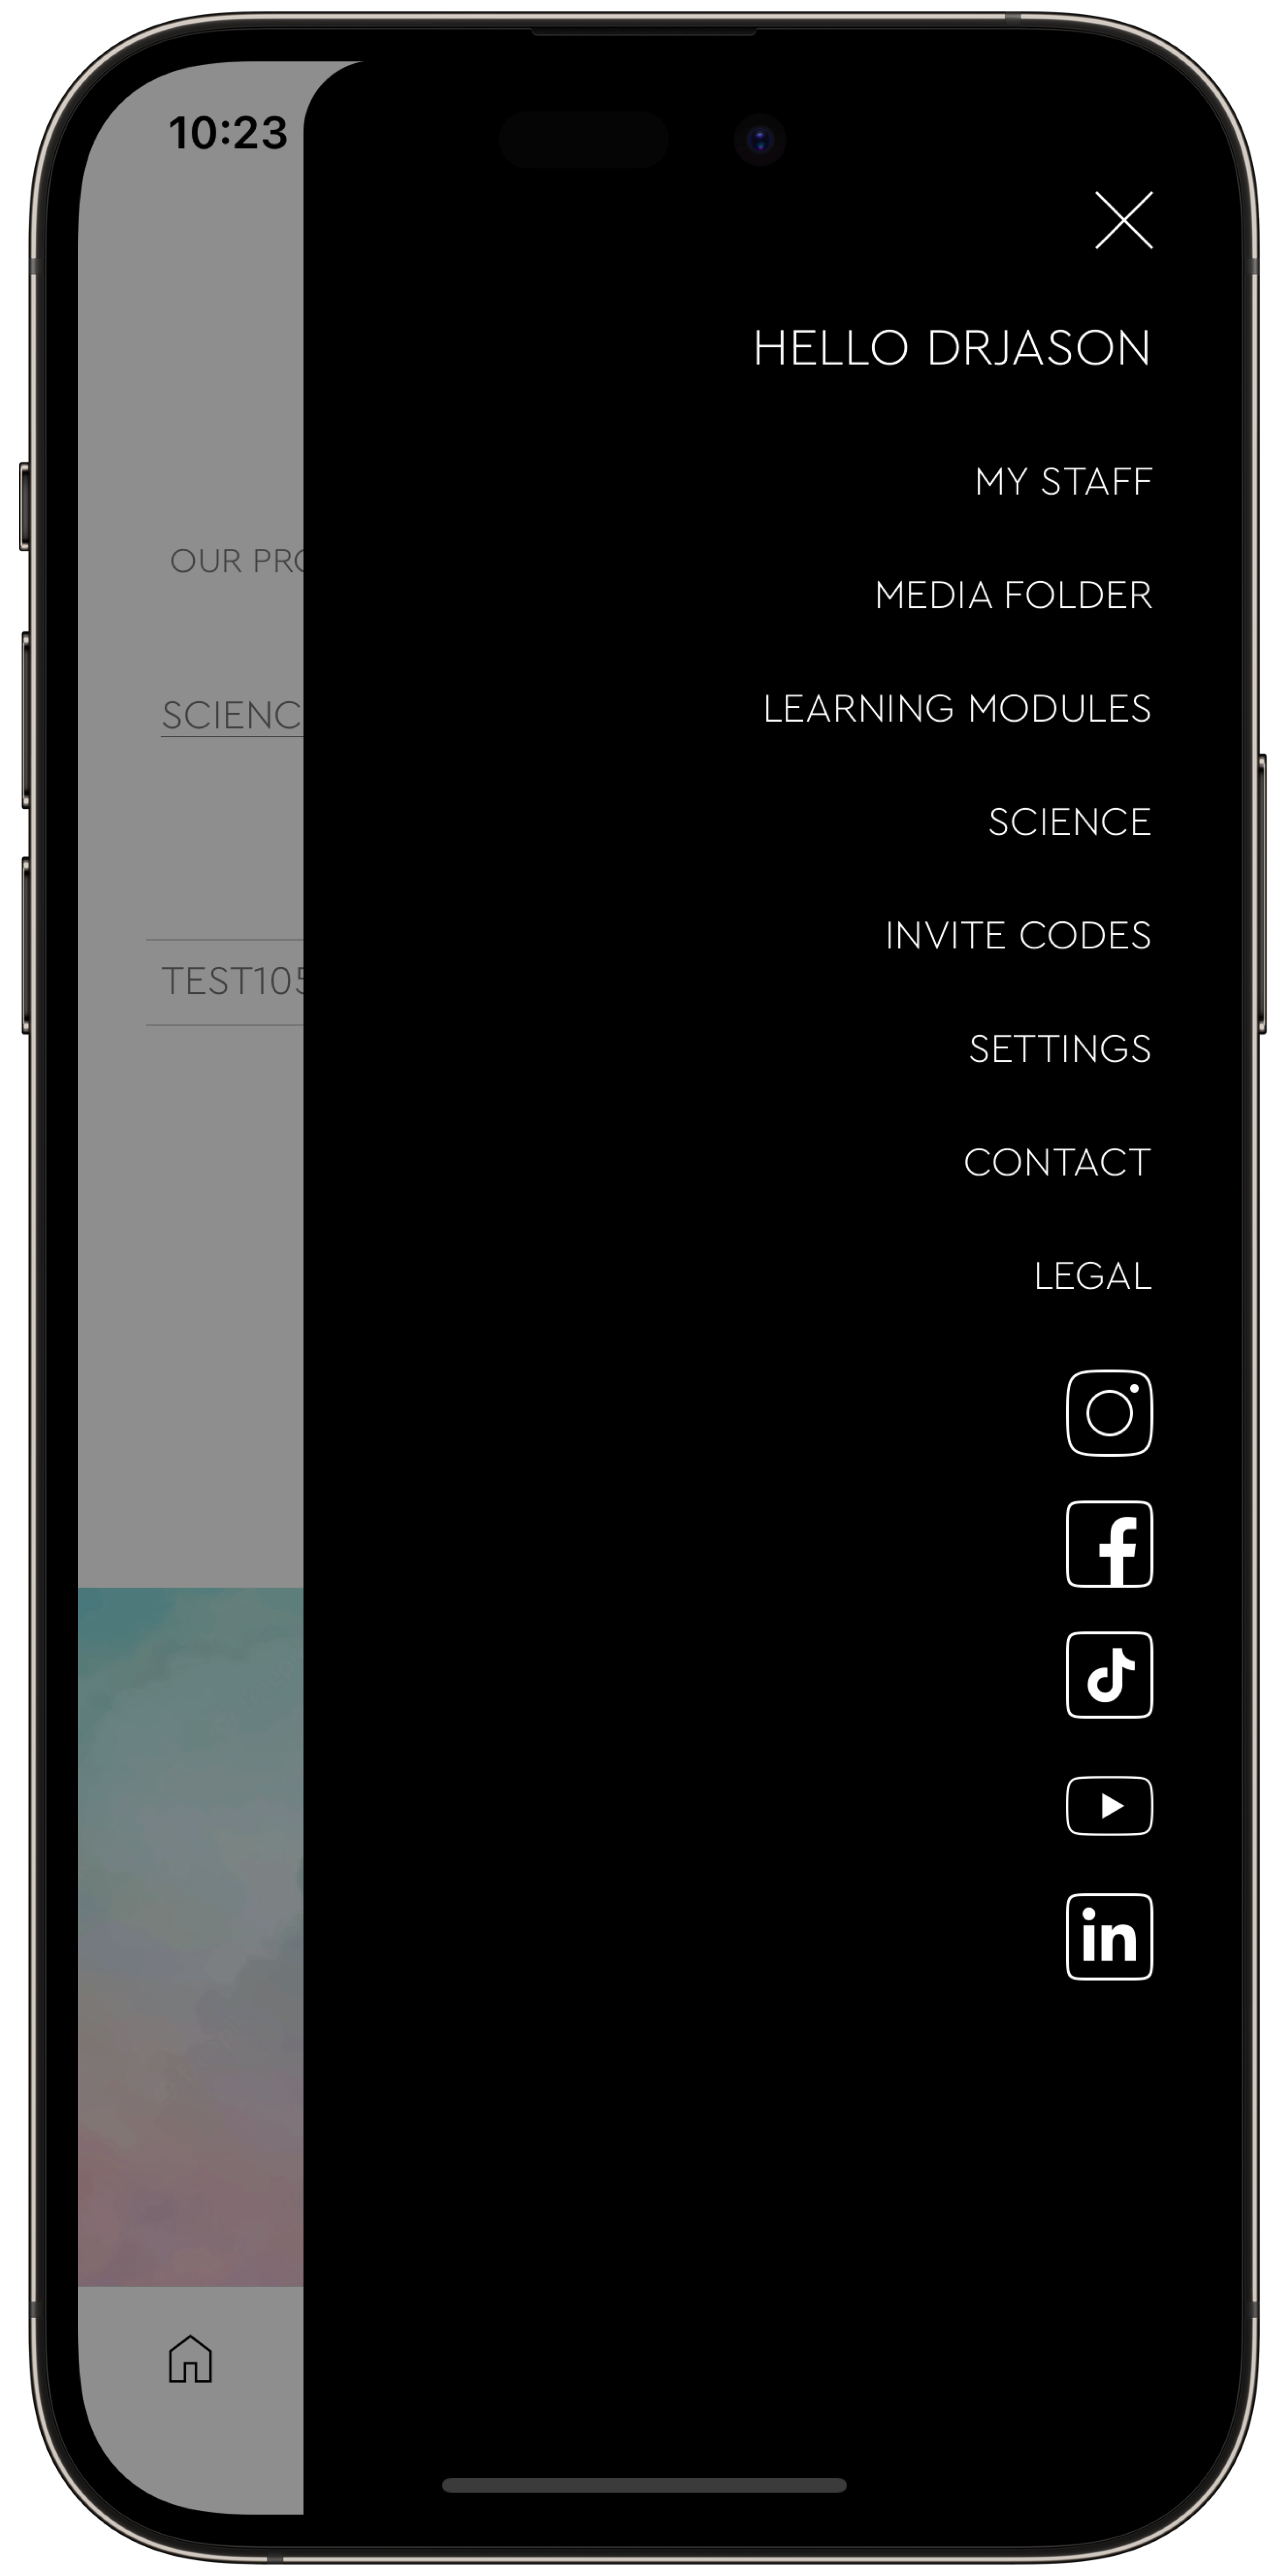 10:23
HELLO DRJASON
MY STAFF
OUR PRO
MEDIA FOLDER
SCIENC
LEARNING MODULES
SCIENCE
INVITE CODES
TEST105
SETTINGS
CONTACT
LEGAL
in